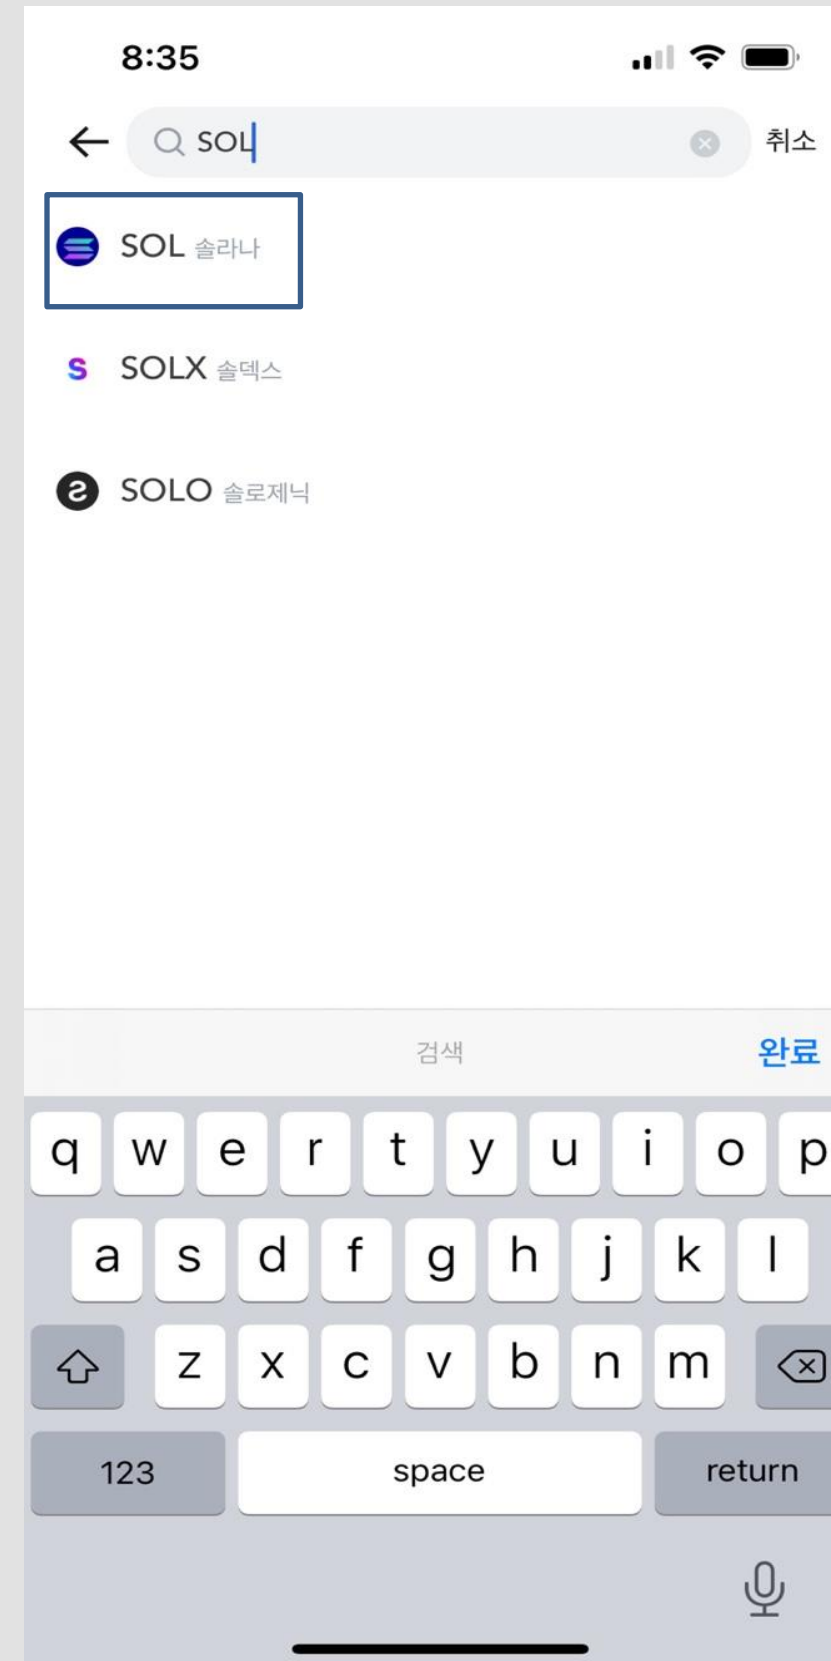 8:35
SOL 취소
SOL 솔라나
S SOLX 솔덱스
SOLO 솔로제닉
검색 완료
q w e r t y u i o p
a s d f g h j k l
z x c v b n m
123 space return